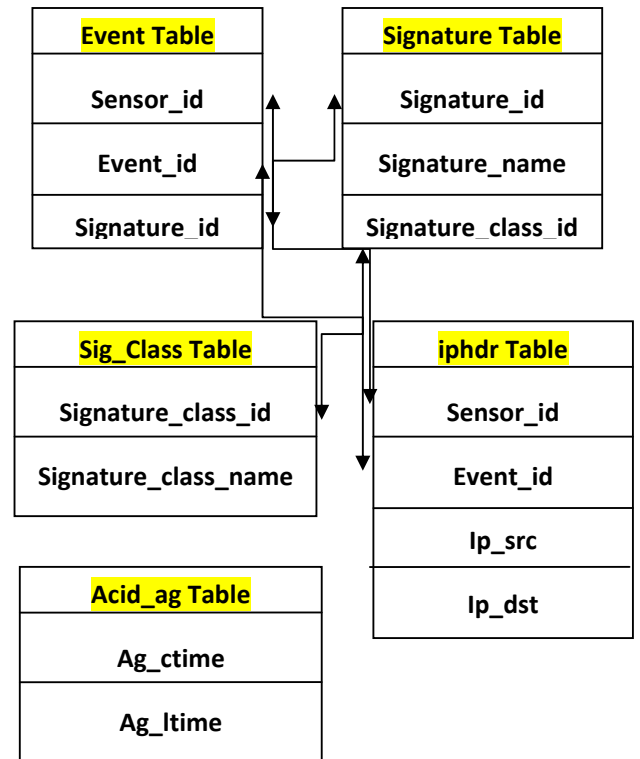 Event Table
Sensor_id
Event_id
Signature_id
Signature Table
Signature_id
Signature_name
Signature_class_id
Sig_Class Table
Signature_class_id
Signature_class_name
iphdr Table
Sensor_id
Event_id
Ip_src
Ip_dst
Acid_ag Table
Ag_ctime
Ag_ltime